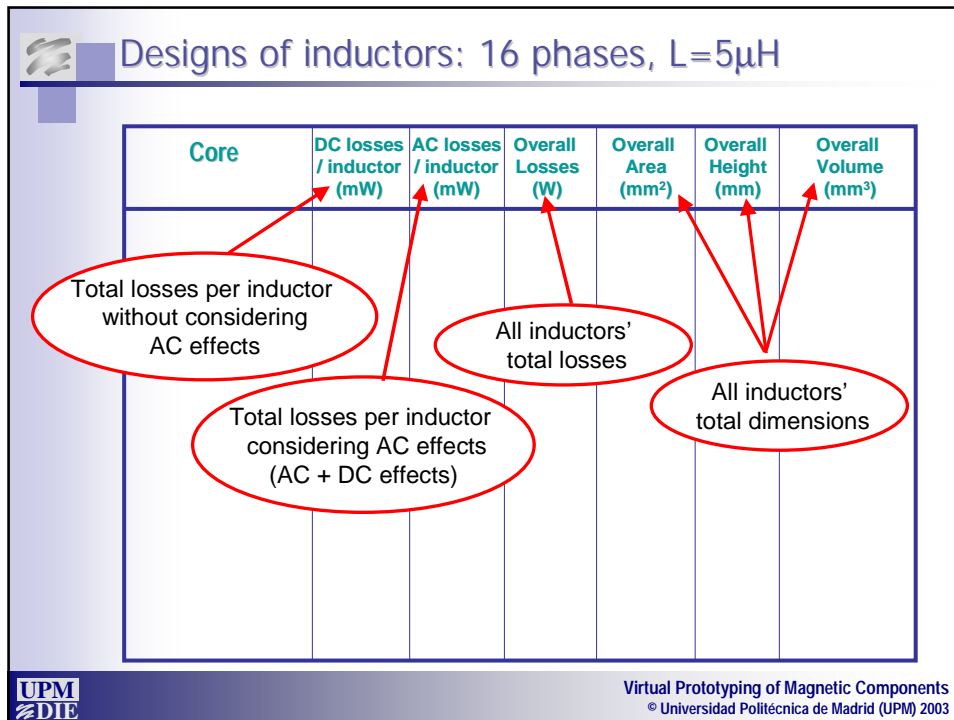 Designs of inductors: 16 phases, L=5μH
Core
DC losses
/ inductor
(mW)
AC losses
/ inductor
(mW)
Overall
Losses
(W)
Overall
Area
(mm²)
Overall
Height
(mm)
Overall
Volume
(mm³)
Total losses per inductor
without considering
AC effects
All inductors’
total losses
Total losses per inductor
considering AC effects
(AC + DC effects)
All inductors’
total dimensions
UPM
DIE
Virtual Prototyping of Magnetic Components
© Universidad Politécnica de Madrid (UPM) 2003